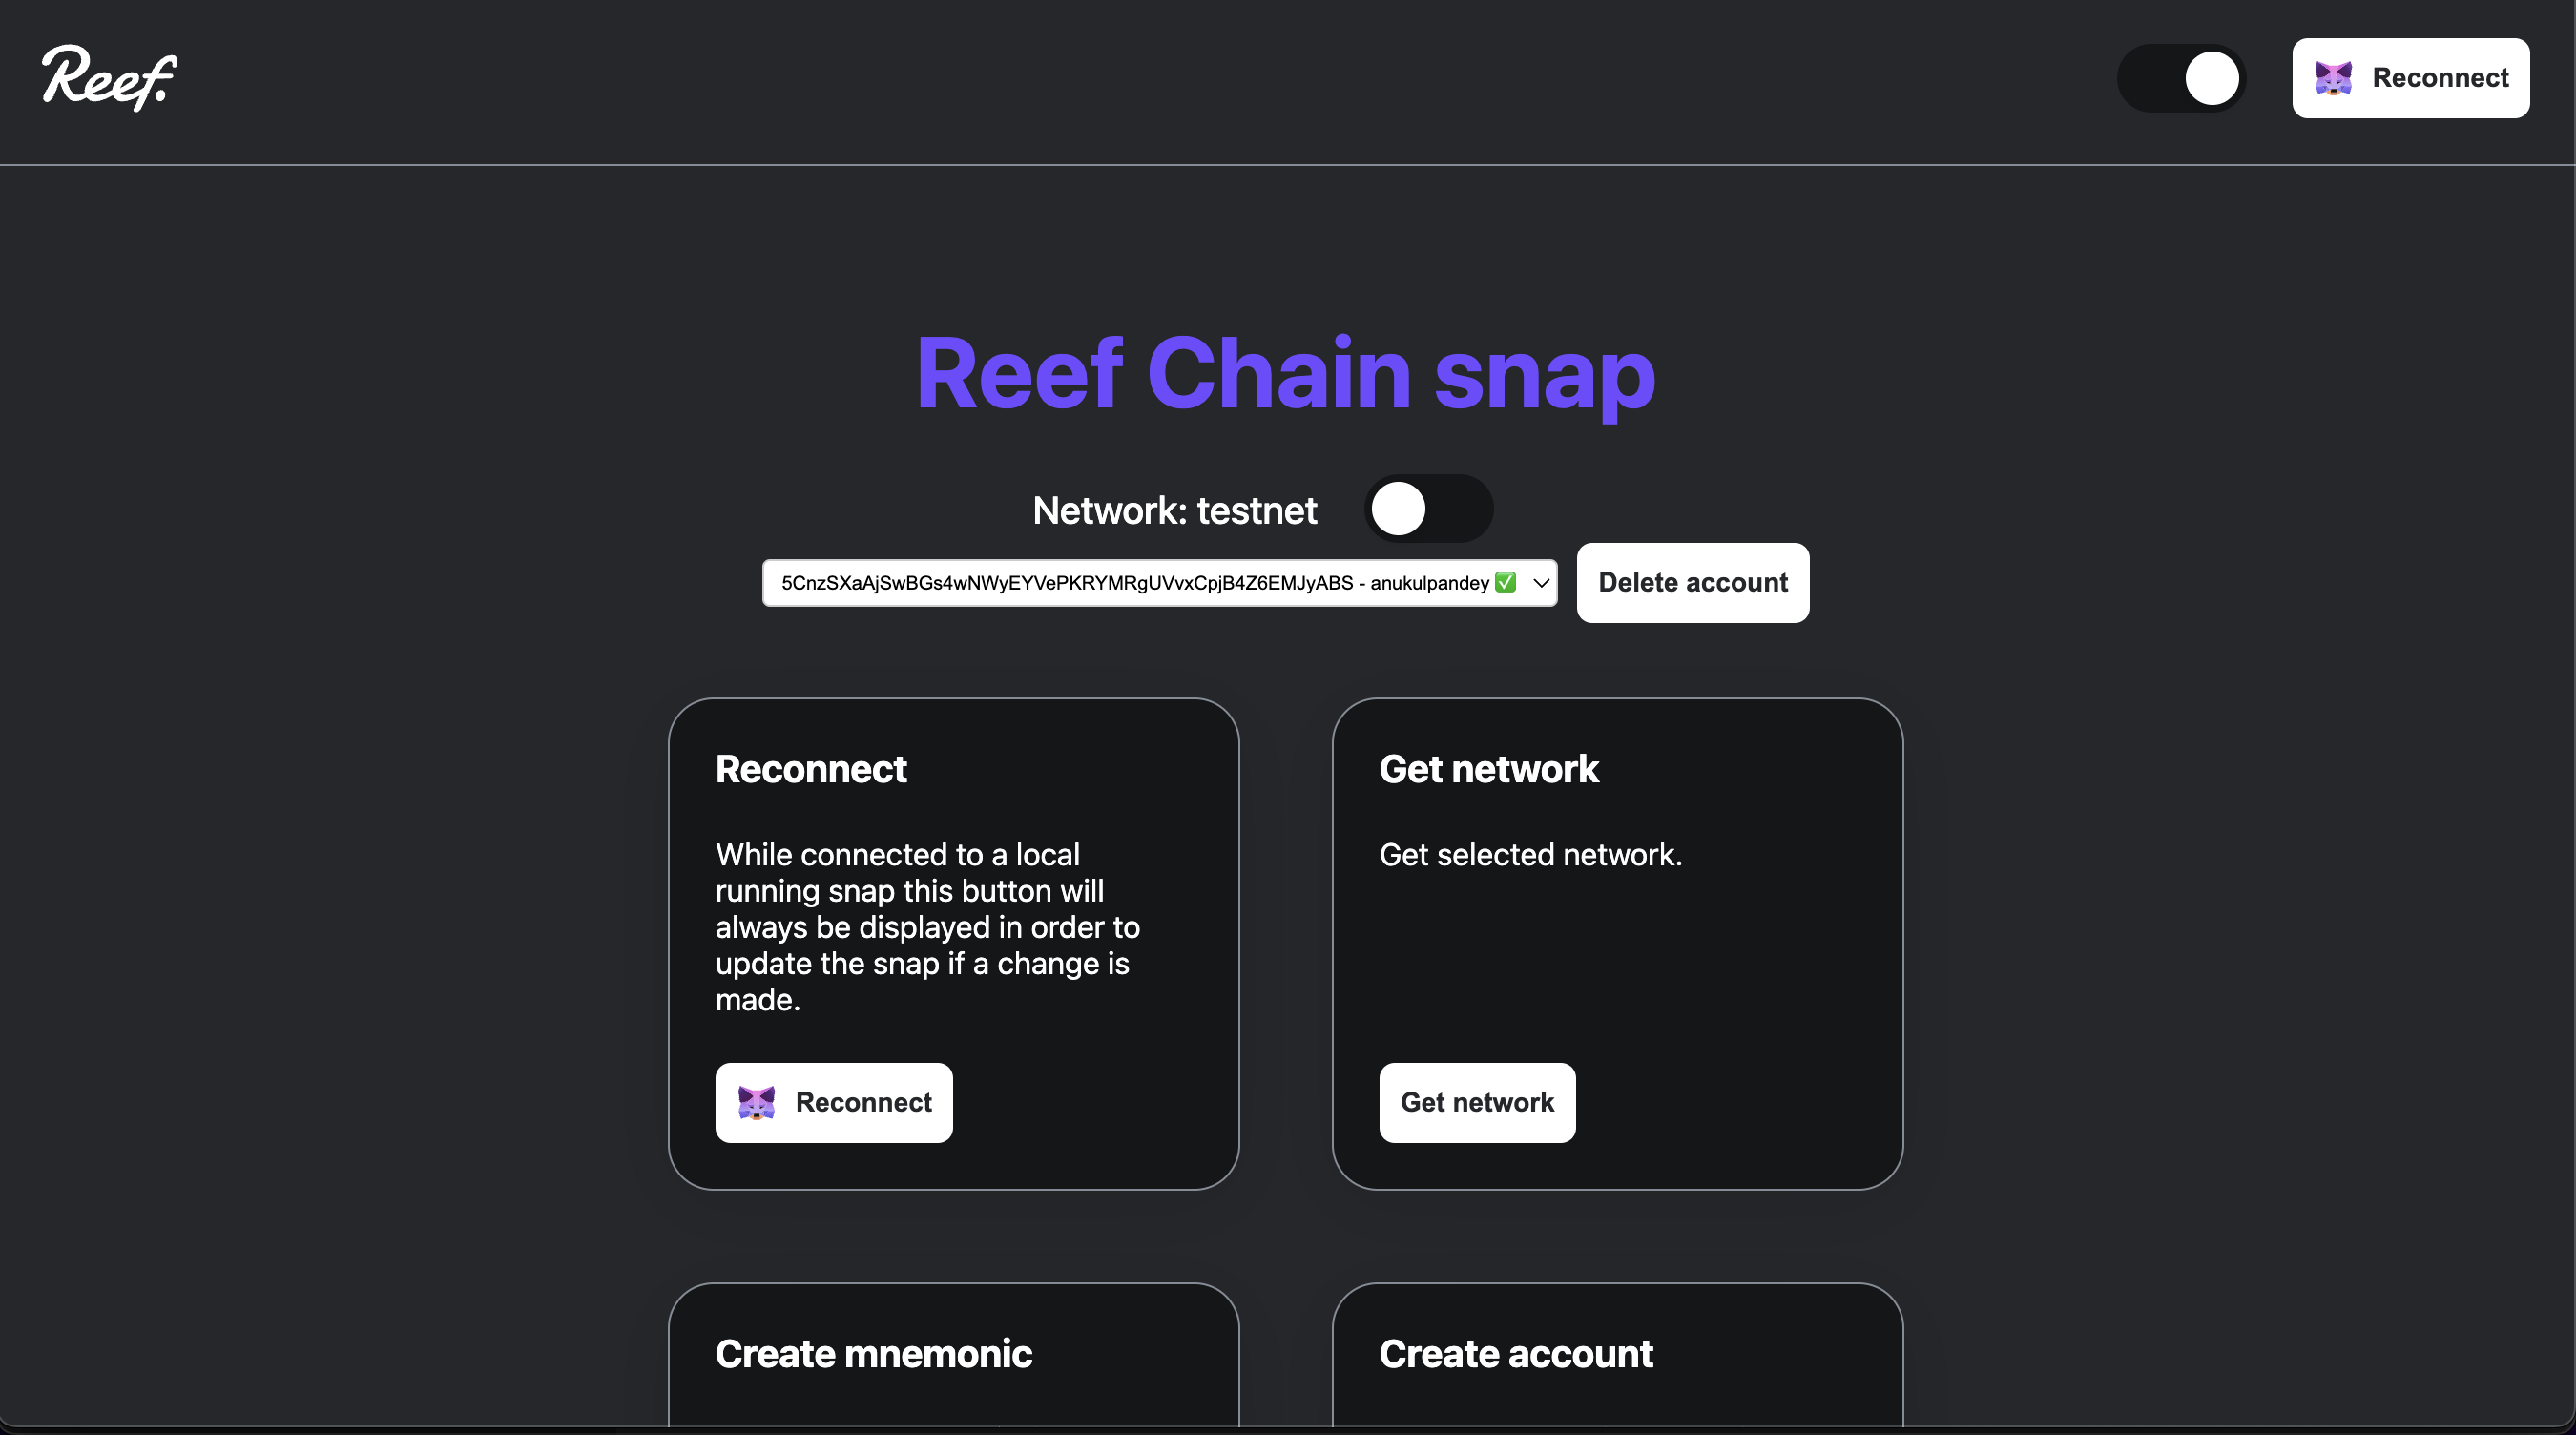 Reef.
Reconnect
Reef Chain snap
Network: testnet
5CnzSXaAjSwBGs4wNWyEYVePKRYMRgUVvxCpjB4Z6EMJyABS - anukulpandey ✅
Delete account
Reconnect
While connected to a local
running snap this button will
always be displayed in order to
update the snap if a change is
made.
Reconnect
Get network
Get selected network.
Get network
Create mnemonic
Create account